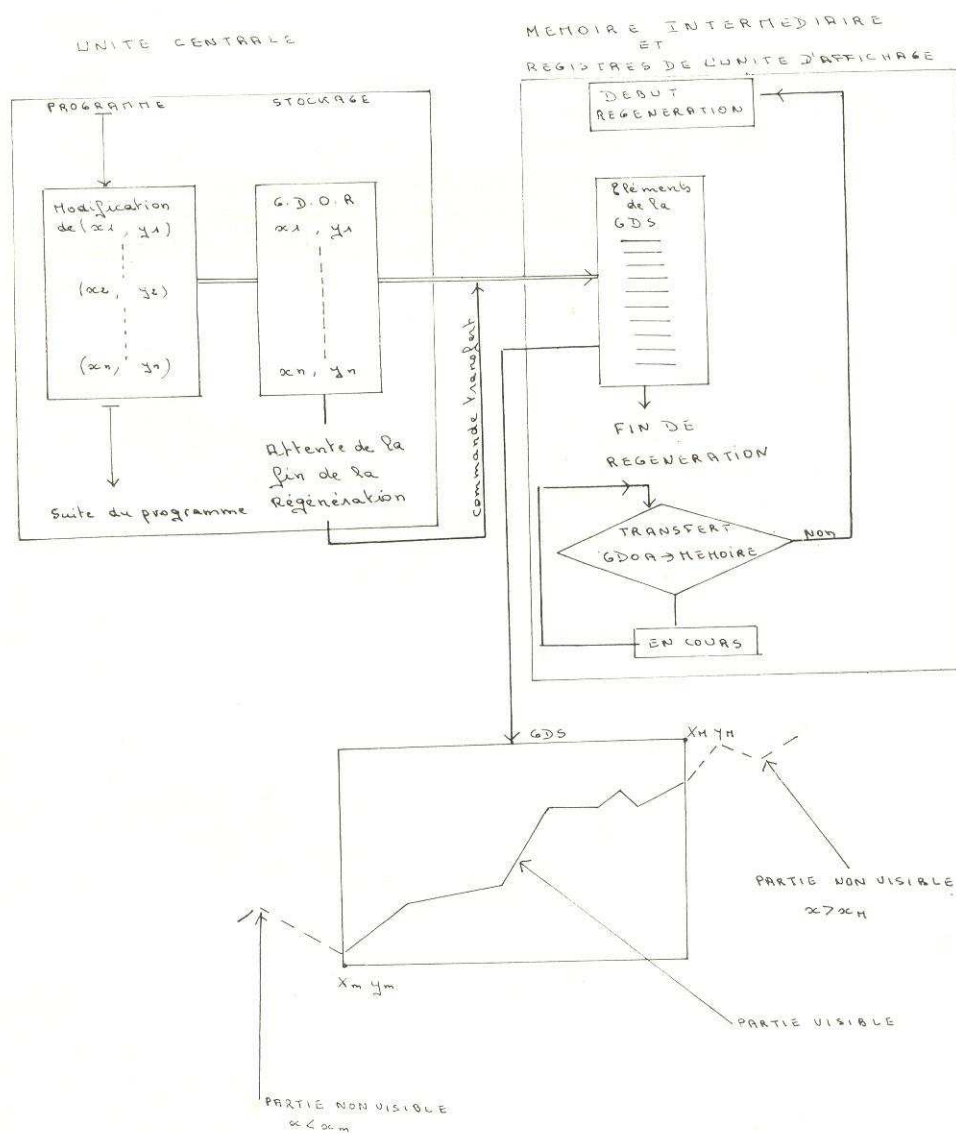 UNITE CENTRALE
MEMOIRE INTERMEDIAIRE
ET
REGISTRES DE L'UNITE D'AFFICHAGE
PROGRAMME
STOCKAGE
Modification
de (x1, y1)
(x2, y2)
(xn, yn)
Suite du programme
G.D.O.R
x1, y1
xn, yn
Attente de la
fin de la
Régénération
commande transfert
DEBUT
REGENERATION
Eléments
de la
GDS
FIN DE
REGENERATION
TRANSFERT
GDOA→MEMOIRE
NON
EN COURS
GDS
XM yM
PARTIE NON VISIBLE
x>xM
Xm ym
PARTIE VISIBLE
PARTIE NON VISIBLE
x<xm